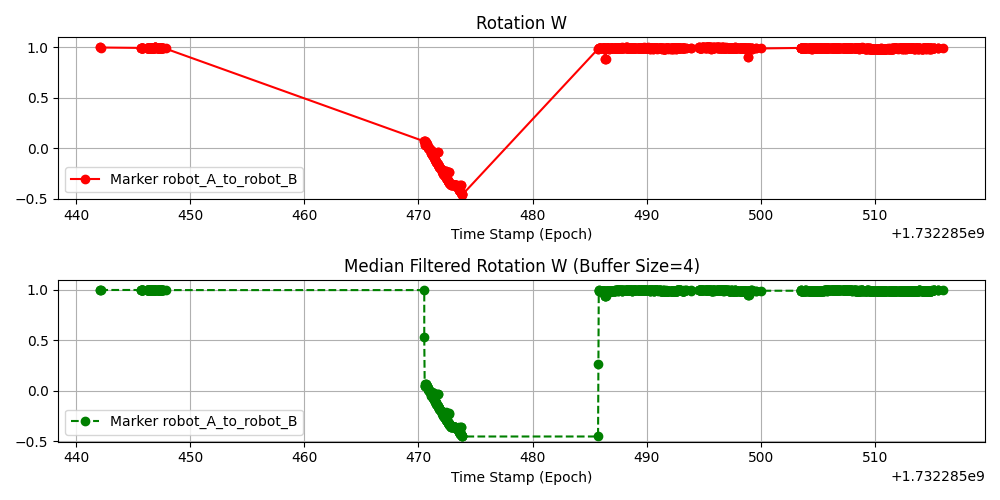 Rotation W
1.0
0.5
0.0
−0.5
Marker robot_A_to_robot_B
440 450 460 470 480 490 500 510
Time Stamp (Epoch)
+1.732285e9
Median Filtered Rotation W (Buffer Size=4)
1.0
0.5
0.0
−0.5
Marker robot_A_to_robot_B
440 450 460 470 480 490 500 510
Time Stamp (Epoch)
+1.732285e9